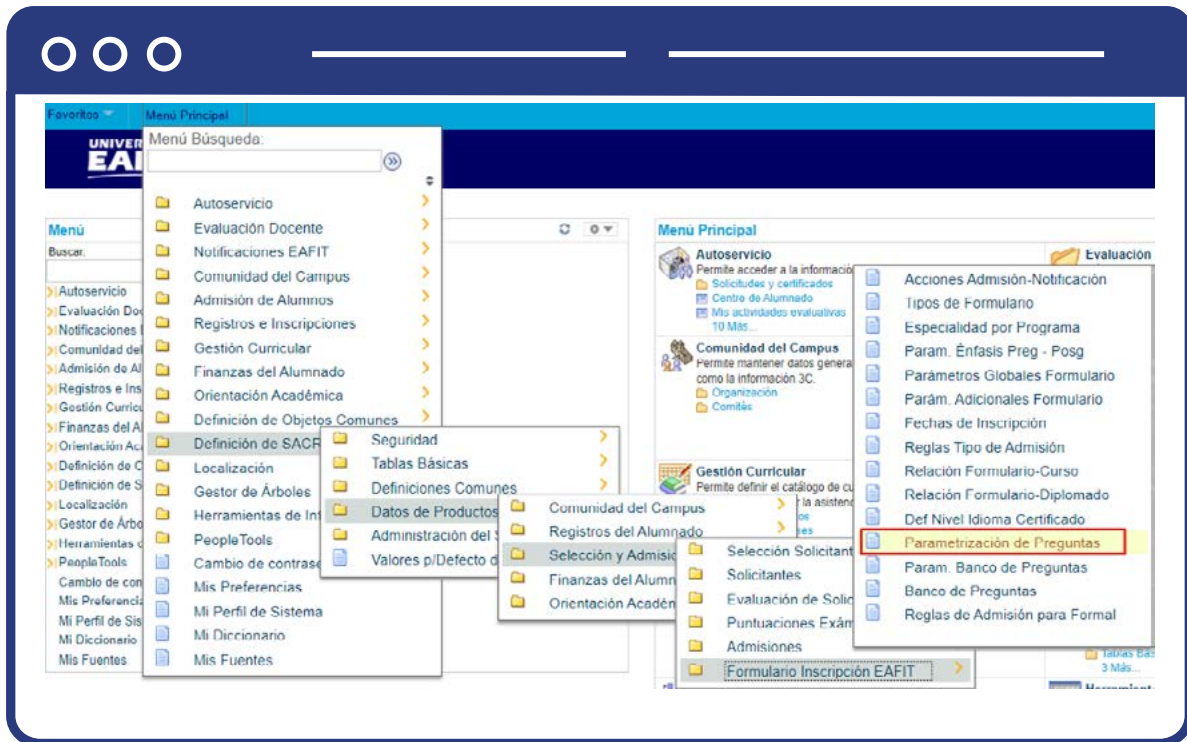 Favoritos
Menú Principal
UNIVER
EAI
Menú Búsqueda:
Autoservicio
Evaluación Docente
Notificaciones EAFIT
Comunidad del Campus
Admisión de Alumnos
Registros e Inscripciones
Gestión Curricular
Finanzas del Alumnado
Orientación Académica
Definición de Objetos Comunes
Definición de SACR
Localización
Gestor de Árboles
Herramientas de Inf
PeopleTools
Cambio de contrase
Mis Preferencias
Mi Perfil de Sistema
Mi Diccionario
Mis Fuentes
Menú
Buscar:
Autoservicio
Evaluación Doc
Notificaciones
Comunidad del
Admisión de Al
Registros e Ins
Gestión Curricu
Finanzas del Al
Orientación Aca
Definición de O
Definición de S
Localización
Gestor de Árbo
Herramientas d
PeopleTools
Cambio de con
Mis Preferencia
Mi Perfil de Sis
Mi Diccionario
Mis Fuentes
Seguridad
Tablas Básicas
Definiciones Comunes
Datos de Productos
Administración del S
Valores p/Defecto d
Comunidad del Campus
Registros del Alumnado
Selección y Admisió
Finanzas del Alumn
Orientación Académ
Selección Solicitant
Solicitantes
Evaluación de Solic
Puntuaciones Exám
Admisiones
Formulario Inscripción EAFIT
Menú Principal
Autoservicio
Permite acceder a la informació
Solicitudes y certificados
Centro de Alumnado
Mis actividades evaluativas
10 Más...
Comunidad del Campus
Permite mantener datos genera
como la información 3C.
Organización
Comités
Gestión Curricular
Permite definir el catálogo de cu
r la asistenc
os
ses
Evaluación
Acciones Admisión-Notificación
Tipos de Formulario
Especialidad por Programa
Param. Énfasis Preg - Posg
Parámetros Globales Formulario
Parám. Adicionales Formulario
Fechas de Inscripción
Reglas Tipo de Admisión
Relación Formulario-Curso
Relación Formulario-Diplomado
Def Nivel Idioma Certificado
Parametrización de Preguntas
Param. Banco de Preguntas
Banco de Preguntas
Reglas de Admisión para Formal
Tablas Bás
3 Más...